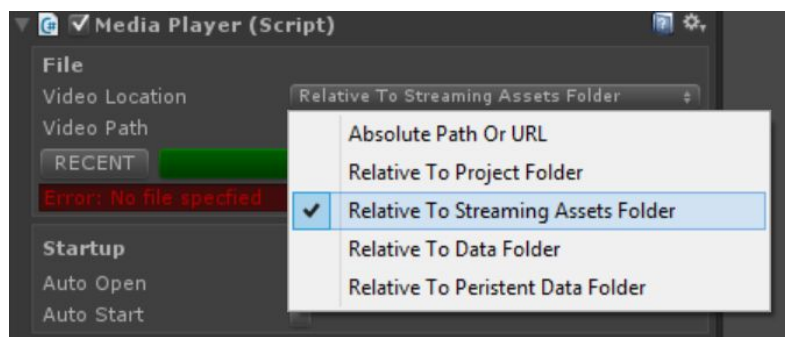 Media Player (Script)
File
Video Location
Relative To Streaming Assets Folder
Video Path
RECENT
Error: No file specfied
Absolute Path Or URL
Relative To Project Folder
Relative To Streaming Assets Folder
Relative To Data Folder
Relative To Peristent Data Folder
Startup
Auto Open
Auto Start